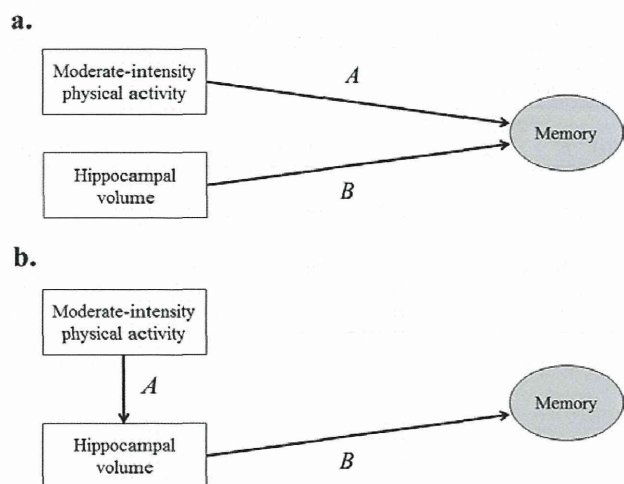 a.
Moderate-intensity
physical activity
A
Memory
Hippocampal
volume
B
b.
Moderate-intensity
physical activity
A
Memory
Hippocampal
volume
B